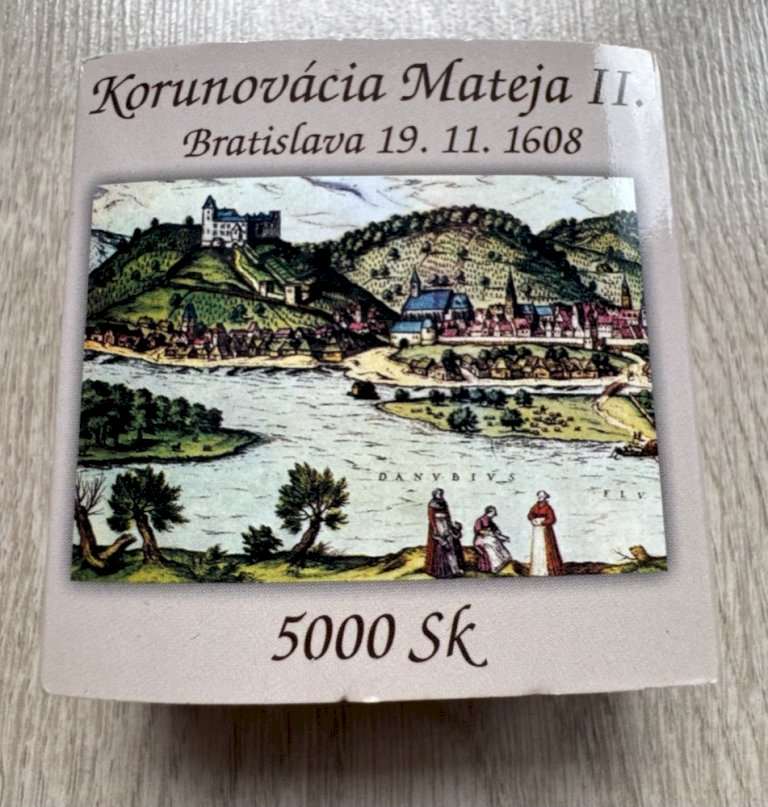 Korunovácia Mateja II.
Bratislava 19. 11. 1608
DANVBIVS
FLV
5000 Sk